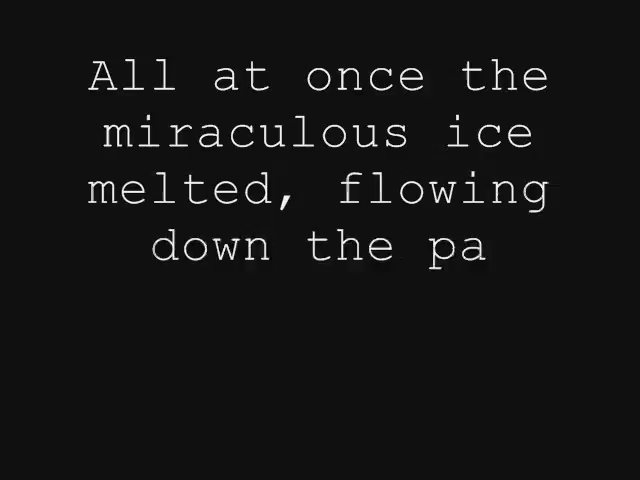 All at once the
miraculous ice
melted, flowing
down the pa